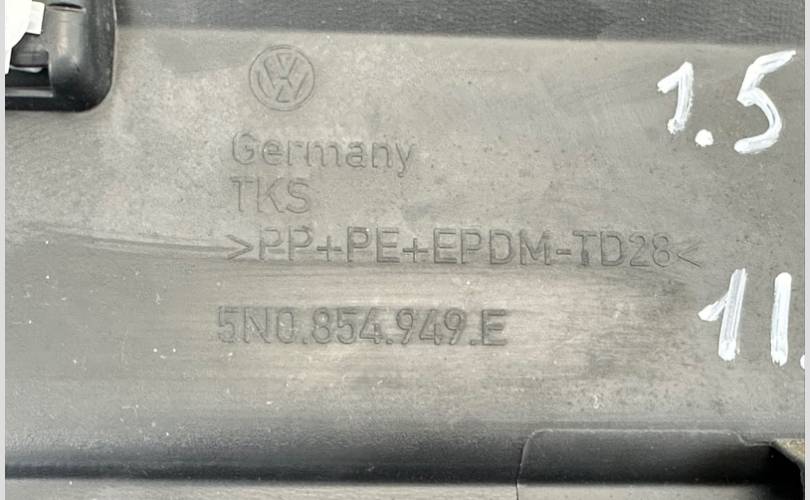 1.5
Germany
TKS
>PP+PE+EPDM-TD28<
11.
5N0.854.949.E